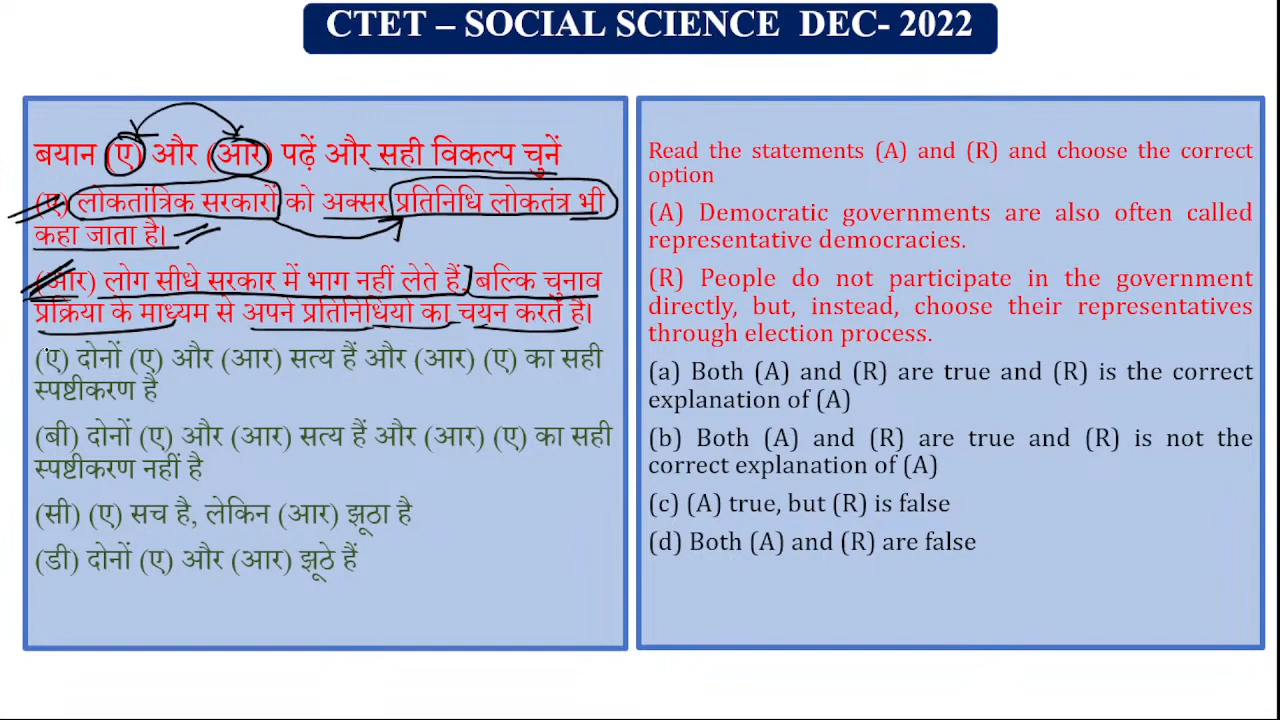 CTET – SOCIAL SCIENCE DEC- 2022
बयान (ए) और (आर) पढ़ें और सही विकल्प चुनें
(ए) लोकतांत्रिक सरकारों को अक्सर प्रतिनिधि लोकतंत्र भी
कहा जाता है।
(आर) लोग सीधे सरकार में भाग नहीं लेते हैं, बल्कि चुनाव
प्रक्रिया के माध्यम से अपने प्रतिनिधियों का चयन करते हैं।
(ए) दोनों (ए) और (आर) सत्य हैं और (आर) (ए) का सही
स्पष्टीकरण है
(बी) दोनों (ए) और (आर) सत्य हैं और (आर) (ए) का सही
स्पष्टीकरण नहीं है
(सी) (ए) सच है, लेकिन (आर) झूठा है
(डी) दोनों (ए) और (आर) झूठे हैं
Read the statements (A) and (R) and choose the correct
option
(A) Democratic governments are also often called
representative democracies.
(R) People do not participate in the government
directly, but, instead, choose their representatives
through election process.
(a) Both (A) and (R) are true and (R) is the correct
explanation of (A)
(b) Both (A) and (R) are true and (R) is not the
correct explanation of (A)
(c) (A) true, but (R) is false
(d) Both (A) and (R) are false